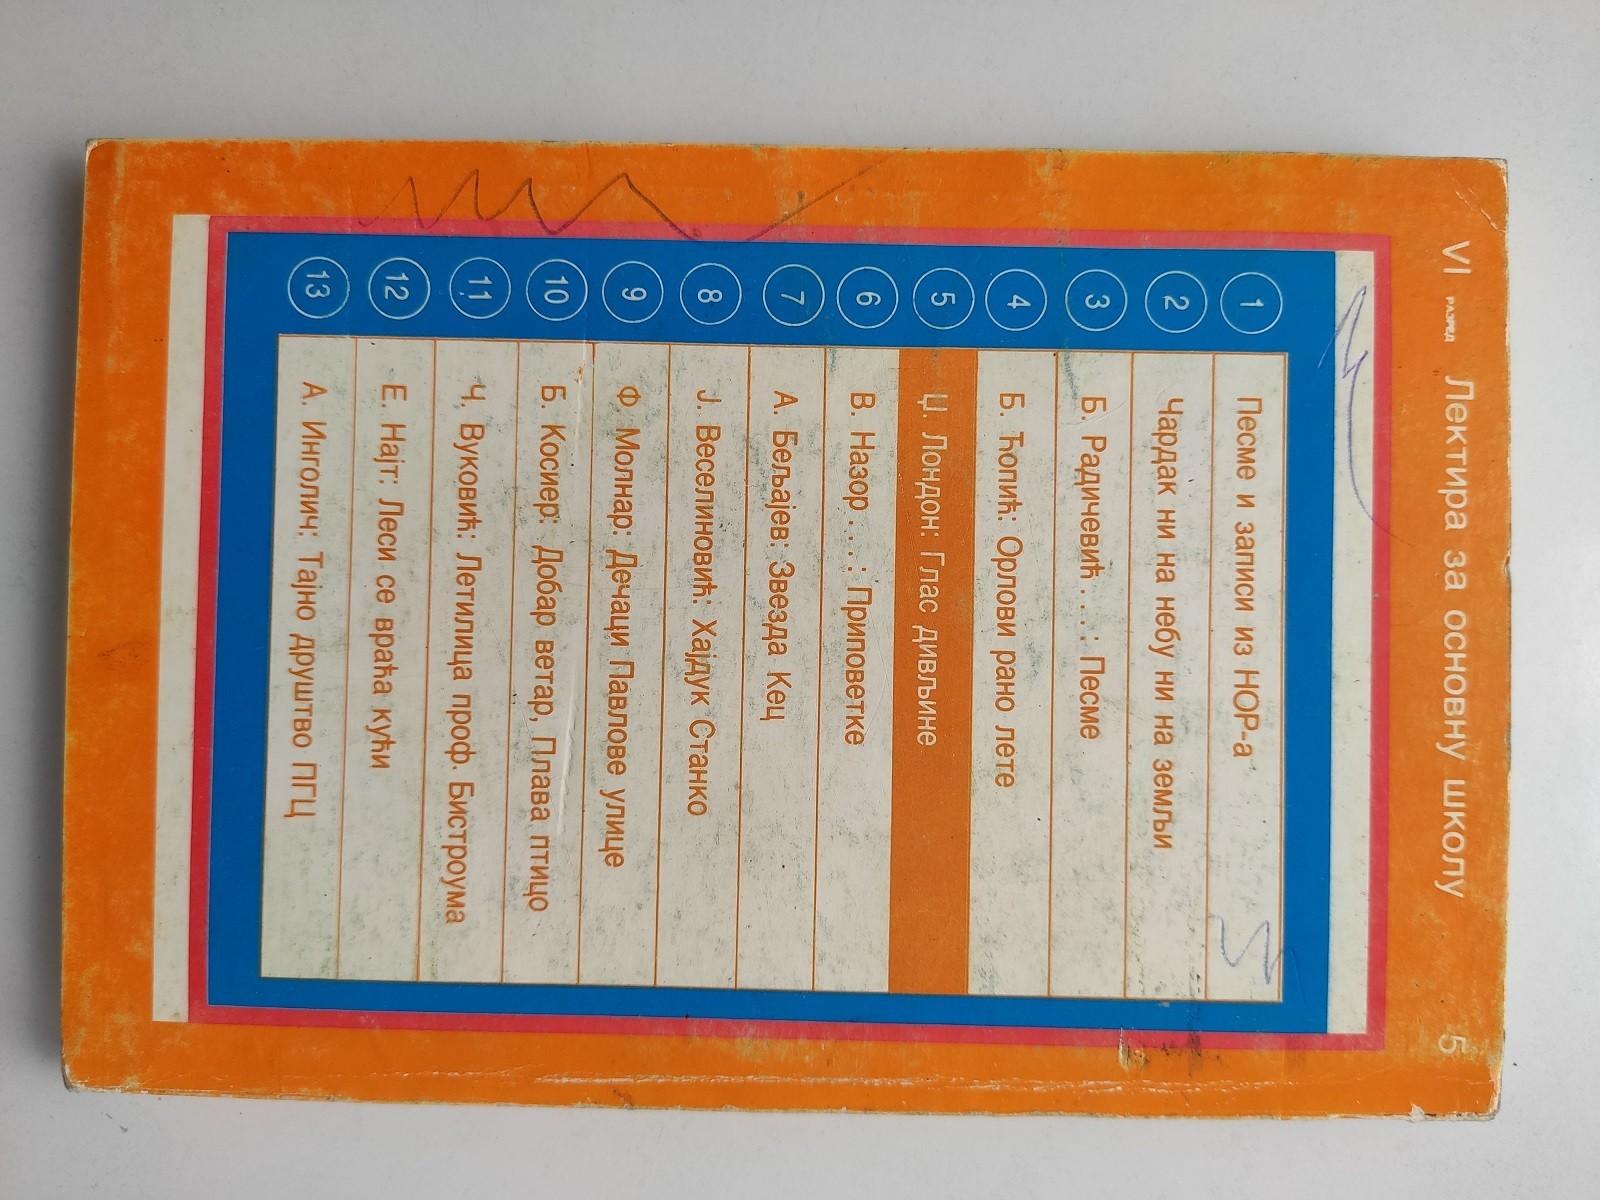 VI РАЗРЕД Лектира за основну школу 5
1 Песме и записи из НОР-а
2 Чардак ни на небу ни на земљи
3 Б. Радичевић . . . : Песме
4 Б. Ћопић: Орлови рано лете
5 Џ. Лондон: Глас дивљине
6 В. Назор . . . : Приповетке
7 А. Бељајев: Звезда Кец
8 Ј. Веселиновић: Хајдук Станко
9 Ф. Молнар: Дечаци Павлове улице
10 Б. Косиер: Добар ветар, Плава птицо
11 Ч. Вуковић: Летилица проф. Бистроума
12 Е. Најт: Леси се враћа кући
13 А. Инголич: Тајно друштво ПГЦ